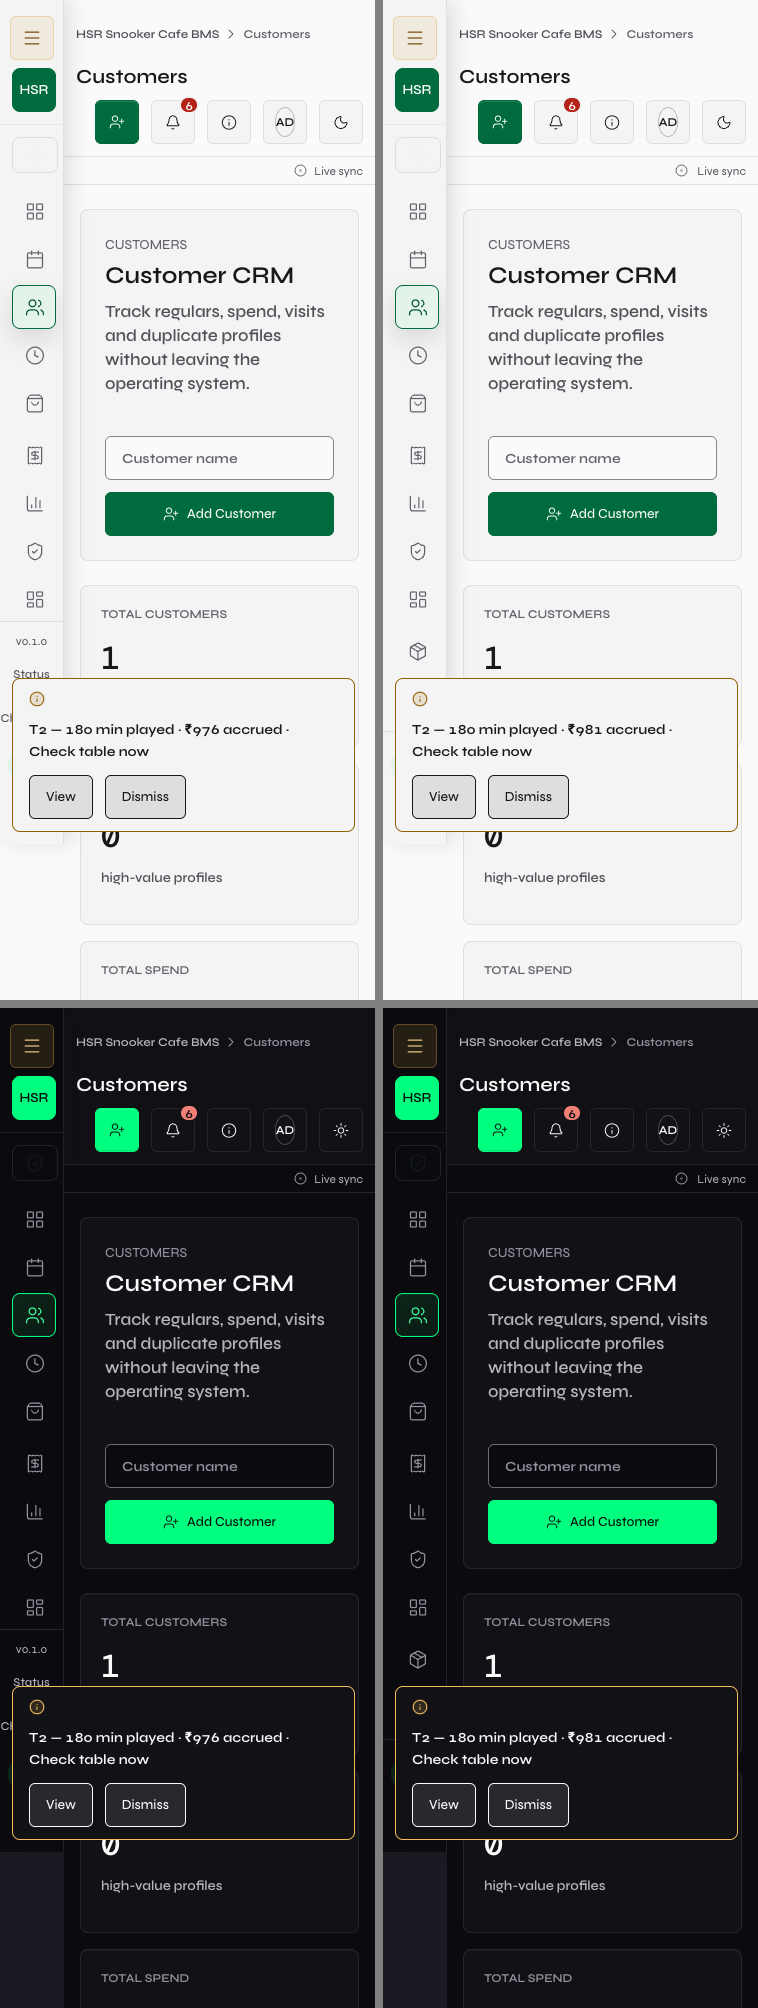 HSR Snooker Cafe BMS > Customers
HSR
Customers
6
AD
Live sync
CUSTOMERS
Customer CRM
Track regulars, spend, visits
and duplicate profiles
without leaving the
operating system.
Customer name
Add Customer
TOTAL CUSTOMERS
1
v0.1.0
Status
T2 — 180 min played · ₹976 accrued ·
Check table now
View
Dismiss
0
high-value profiles
TOTAL SPEND
HSR Snooker Cafe BMS > Customers
HSR
Customers
6
AD
Live sync
CUSTOMERS
Customer CRM
Track regulars, spend, visits
and duplicate profiles
without leaving the
operating system.
Customer name
Add Customer
TOTAL CUSTOMERS
1
T2 — 180 min played · ₹981 accrued ·
Check table now
View
Dismiss
0
high-value profiles
TOTAL SPEND
HSR Snooker Cafe BMS > Customers
HSR
Customers
6
AD
Live sync
CUSTOMERS
Customer CRM
Track regulars, spend, visits
and duplicate profiles
without leaving the
operating system.
Customer name
Add Customer
TOTAL CUSTOMERS
1
v0.1.0
Status
T2 — 180 min played · ₹976 accrued ·
Check table now
View
Dismiss
0
high-value profiles
TOTAL SPEND
HSR Snooker Cafe BMS > Customers
HSR
Customers
6
AD
Live sync
CUSTOMERS
Customer CRM
Track regulars, spend, visits
and duplicate profiles
without leaving the
operating system.
Customer name
Add Customer
TOTAL CUSTOMERS
1
T2 — 180 min played · ₹981 accrued ·
Check table now
View
Dismiss
0
high-value profiles
TOTAL SPEND